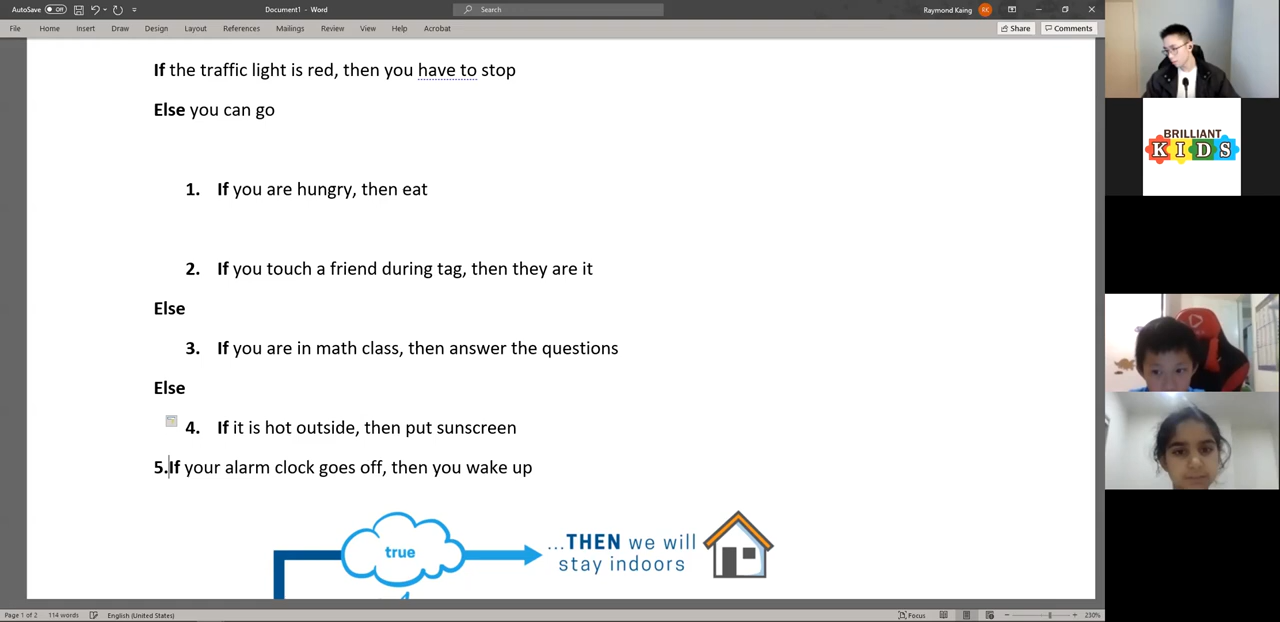 AutoSave Off Document1 - Word Search Raymond Kaing RK
File Home Insert Draw Design Layout References Mailings Review View Help Acrobat Share Comments
If the traffic light is red, then you have to stop
Else you can go
1. If you are hungry, then eat
2. If you touch a friend during tag, then they are it
Else
3. If you are in math class, then answer the questions
Else
4. If it is hot outside, then put sunscreen
5.If your alarm clock goes off, then you wake up
true
...THEN we will
stay indoors
Page 1 of 2 114 words English (United States) Focus 230%
BRILLIANT
KIDS